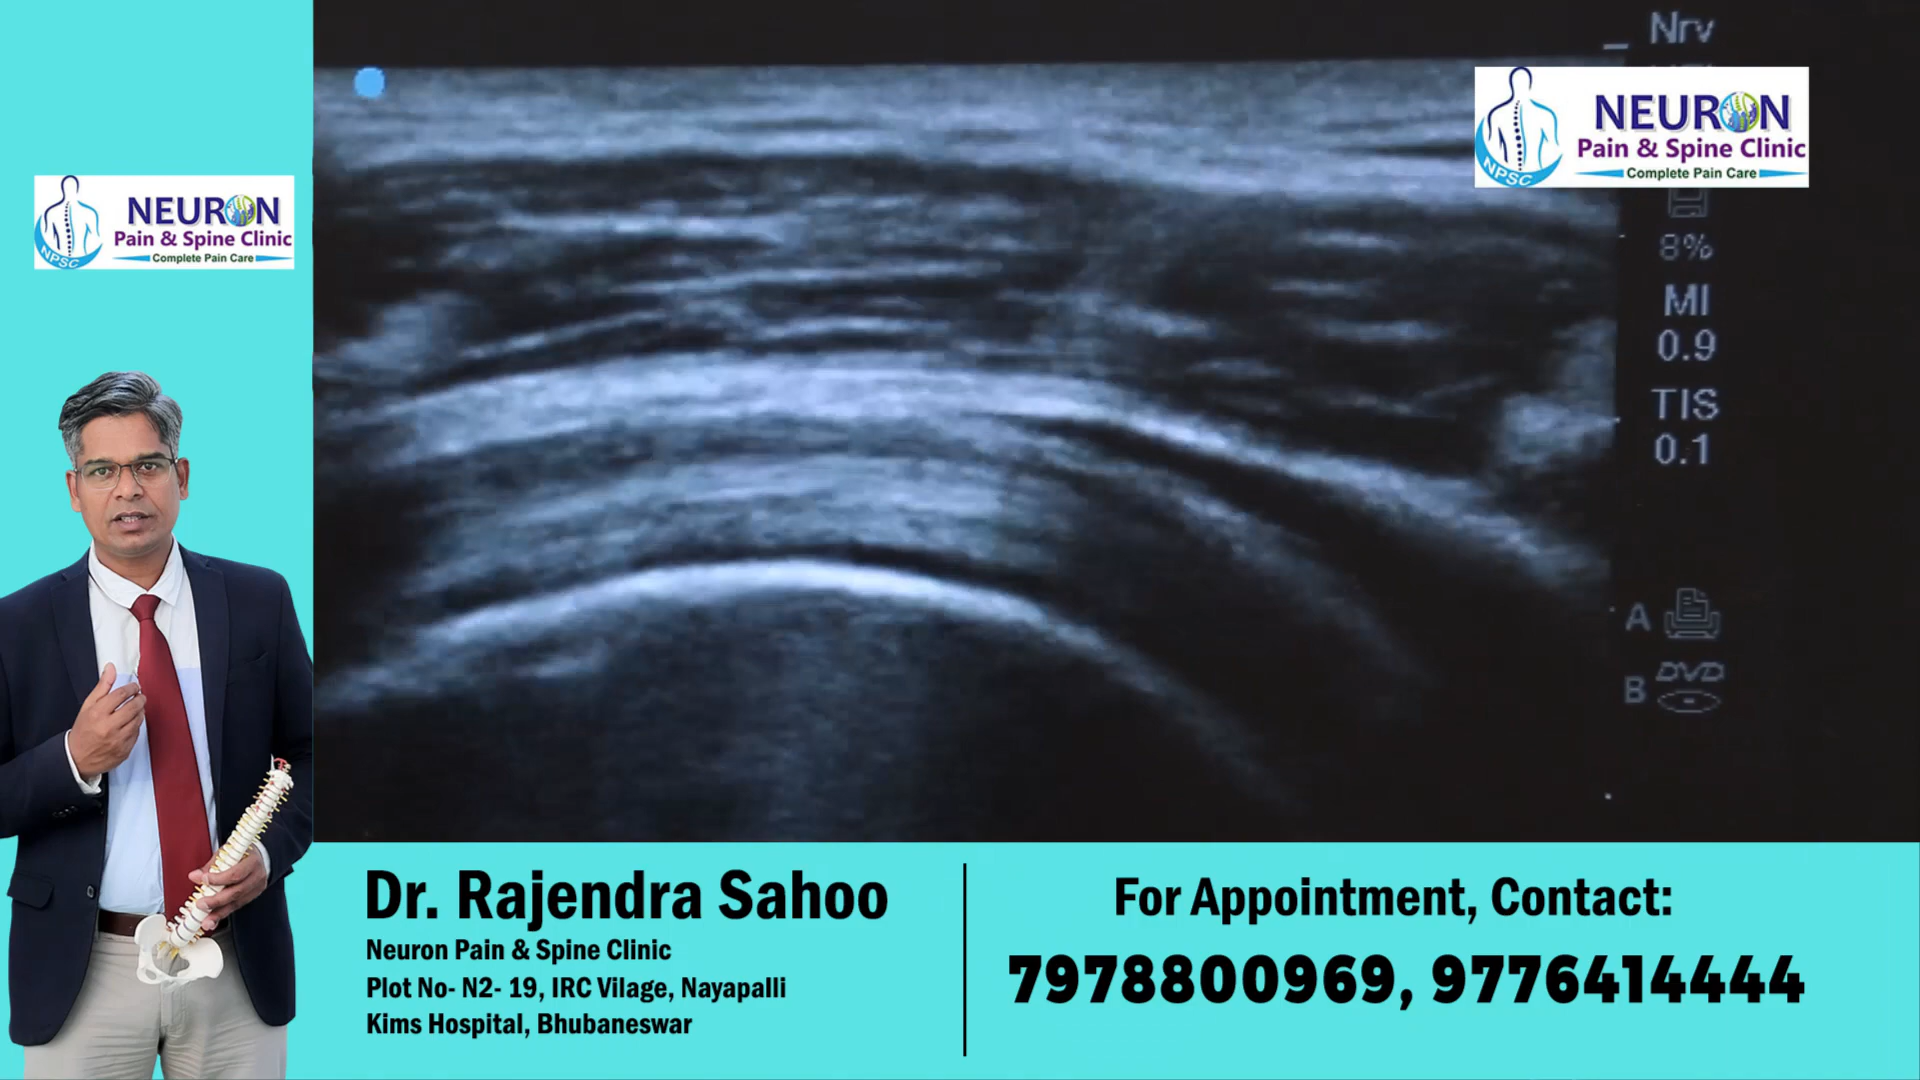 Nrv
NEURON
Pain & Spine Clinic
Complete Pain Care
NPSC
8%
MI
0.9
TIS
0.1
A
B DVD
NEURON
Pain & Spine Clinic
Complete Pain Care
NPSC
Dr. Rajendra Sahoo
Neuron Pain & Spine Clinic
Plot No- N2- 19, IRC Vilage, Nayapalli
Kims Hospital, Bhubaneswar
For Appointment, Contact:
7978800969, 9776414444